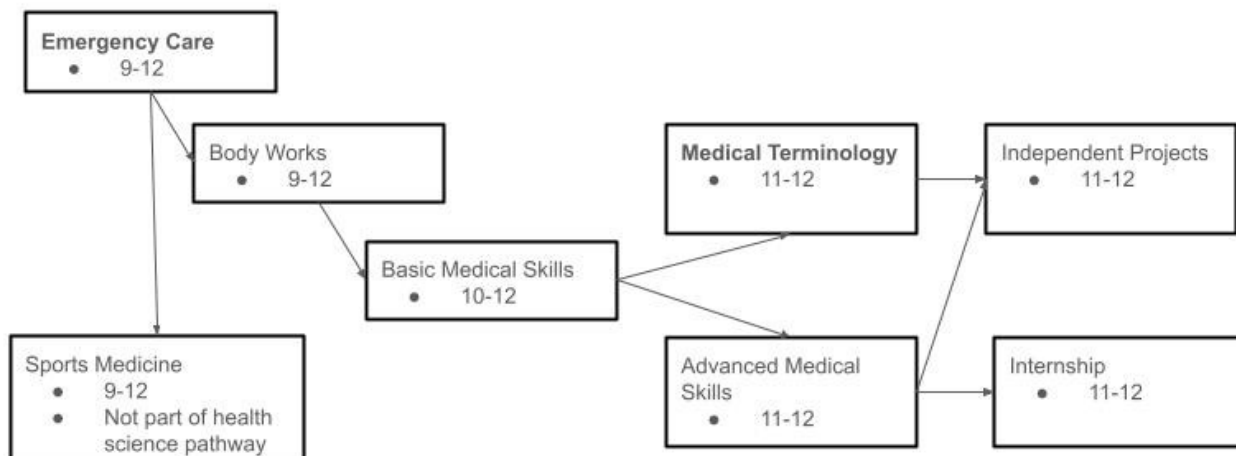 Emergency Care
● 9-12
Body Works
● 9-12
Basic Medical Skills
● 10-12
Sports Medicine
● 9-12
● Not part of health
science pathway
Medical Terminology
● 11-12
Advanced Medical
Skills
● 11-12
Independent Projects
● 11-12
Internship
● 11-12